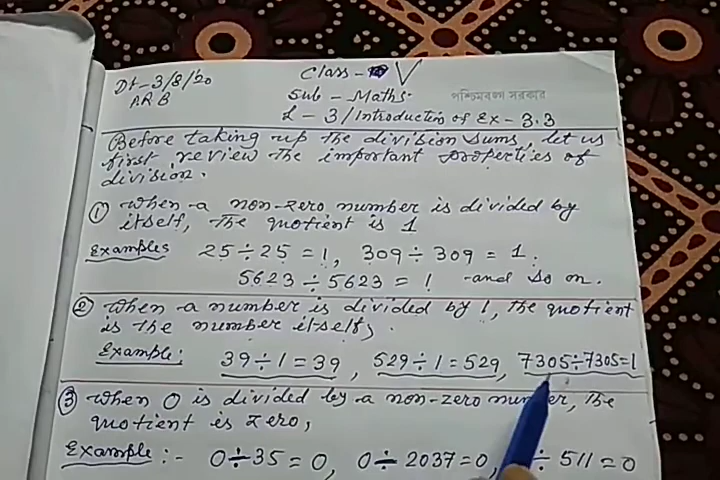 Dt-3/8/20
Class - V
ARB
Sub - Maths.
পশ্চিমবঙ্গ সরকার
L - 3/Introduction of Ex - 3.3
Before taking up the division sums, let us
first review the important properties of
division.
① When a non-zero number is divided by
itself, the quotient is 1
Examples 25÷25 = 1, 309÷309 = 1.
5623÷5623 = 1 and so on.
② When a number is divided by 1, the quotient
is the number itself,
Example: 39÷1=39, 529÷1=529, 7305÷7305=1
③ When 0 is divided by a non-zero number, the
quotient is zero,
Example:- 0÷35=0, 0÷2037=0, ÷511=0